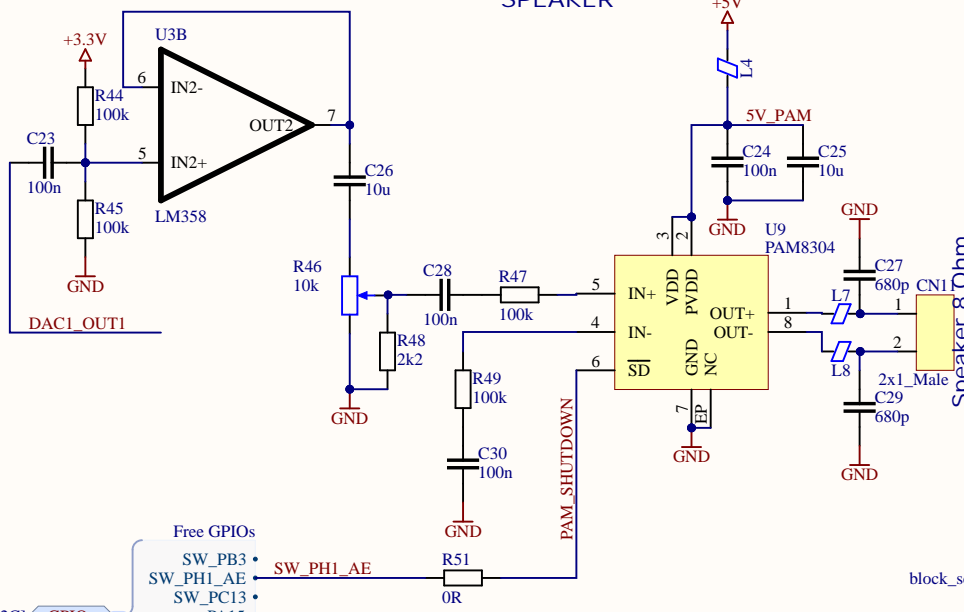 SPEAKER
+5V
+3.3V
U3B
L4
6
IN2-
R44
100k
OUT2
7
5V_PAM
C23
100n
5
IN2+
C26
10u
C24
100n
C25
10u
R45
100k
LM358
GND
GND
GND
3
2
U9
PAM8304
R46
10k
C28
100n
R47
100k
5
IN+
VDD
PVDD
C27
680p
CN1
L7
1
1
OUT+
DAC1_OUT1
4
IN-
OUT-
8
R48
2k2
6
SD
GND
NC
L8
2
2x1_Male
Speaker 8 Ohm
R49
100k
C29
680p
7
EP
GND
GND
GND
C30
100n
PAM_SHUTDOWN
GND
Free GPIOs
SW_PB3
SW_PH1_AE
SW_PH1_AE
R51
0R
SW_PC13
block_s